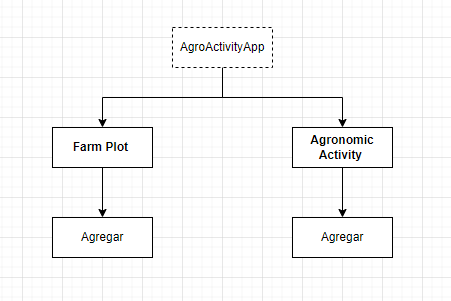 AgroActivityApp
Farm Plot
Agronomic
Activity
Agregar
Agregar